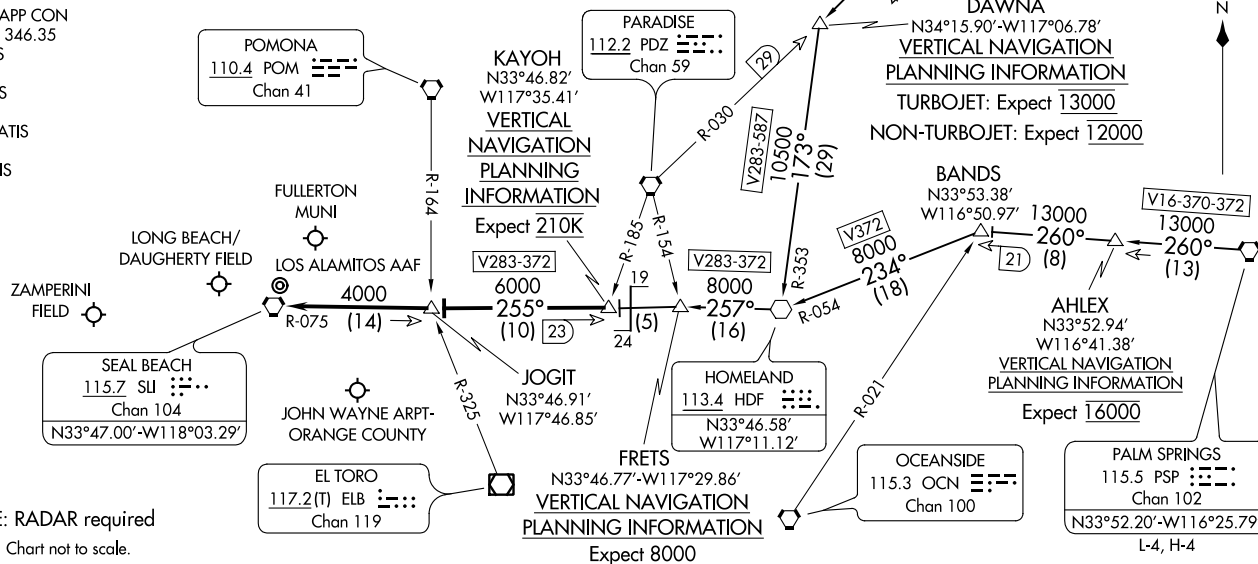 APP CON
346.35
S
S
ATIS
IS
POMONA
110.4 POM
Chan 41
KAYOH
N33°46.82'
W117°35.41'
VERTICAL
NAVIGATION
PLANNING
INFORMATION
Expect 210K
PARADISE
112.2 PDZ
Chan 59
DAWNA
N34°15.90'-W117°06.78'
VERTICAL NAVIGATION
PLANNING INFORMATION
TURBOJET: Expect 13000
NON-TURBOJET: Expect 12000
N
29
R-030
V283-587
10500
173°
(29)
R-353
R-164
R-185
R-154
BANDS
N33°53.38'
W116°50.97'
V16-370-372
13000
260°
(13)
13000
260°
(8)
21
V372
8000
234°
(18)
R-054
FULLERTON
MUNI
LONG BEACH/
DAUGHERTY FIELD
LOS ALAMITOS AAF
ZAMPERINI
FIELD
4000
R-075
(14)
V283-372
6000
255°
(10)
23
19
24
(5)
V283-372
8000
257°
(16)
AHLEX
N33°52.94'
W116°41.38'
VERTICAL NAVIGATION
PLANNING INFORMATION
Expect 16000
SEAL BEACH
115.7 SLI
Chan 104
N33°47.00'-W118°03.29'
JOHN WAYNE ARPT-
ORANGE COUNTY
R-325
JOGIT
N33°46.91'
W117°46.85'
HOMELAND
113.4 HDF
N33°46.58'
W117°11.12'
R-021
EL TORO
117.2(T) ELB
Chan 119
FRETS
N33°46.77'-W117°29.86'
VERTICAL NAVIGATION
PLANNING INFORMATION
Expect 8000
OCEANSIDE
115.3 OCN
Chan 100
PALM SPRINGS
115.5 PSP
Chan 102
N33°52.20'-W116°25.79
L-4, H-4
E: RADAR required
Chart not to scale.